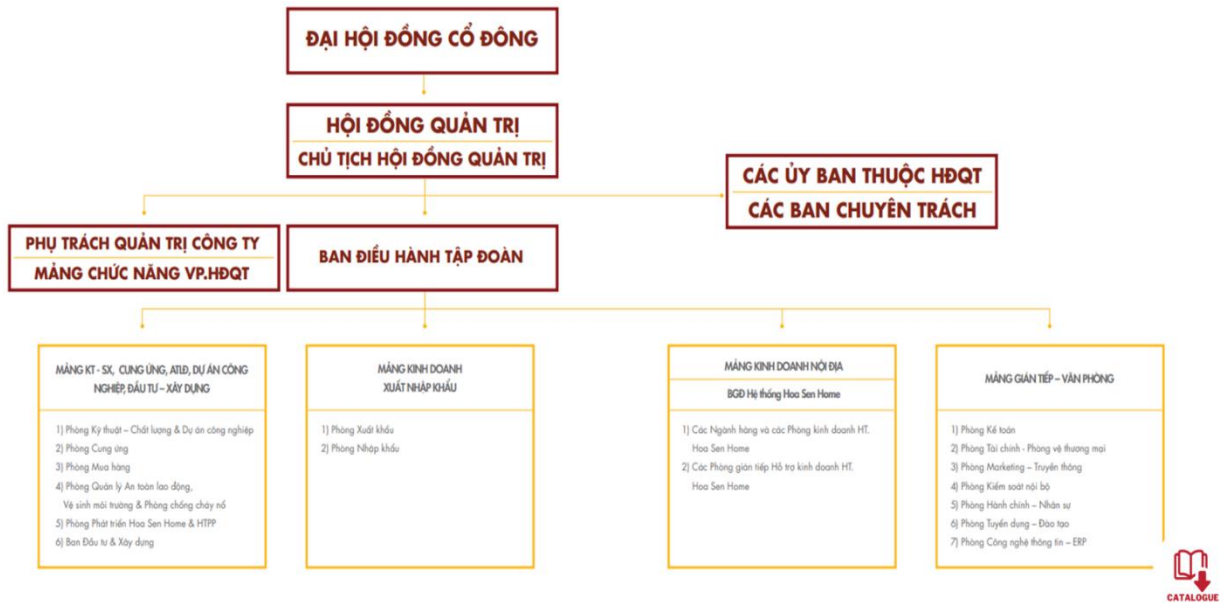 ĐẠI HỘI ĐỒNG CỔ ĐÔNG
HỘI ĐỒNG QUẢN TRỊ
CHỦ TỊCH HỘI ĐỒNG QUẢN TRỊ
CÁC ỦY BAN THUỘC HĐQT
CÁC BAN CHUYÊN TRÁCH
PHỤ TRÁCH QUẢN TRỊ CÔNG TY
MẢNG CHỨC NĂNG VP.HĐQT
BAN ĐIỀU HÀNH TẬP ĐOÀN
MẢNG KT - SX, CUNG ỨNG, ATLĐ, DỰ ÁN CÔNG
NGHIỆP, ĐẦU TƯ – XÂY DỰNG
1) Phòng Kỹ thuật – Chất lượng & Dự án công nghiệp
2) Phòng Cung ứng
3) Phòng Mua hàng
4) Phòng Quản lý An toàn lao động,
Vệ sinh môi trường & Phòng chống cháy nổ
5) Phòng Phát triển Hoa Sen Home & HTPP
6) Ban Đầu tư & Xây dựng
MẢNG KINH DOANH
XUẤT NHẬP KHẨU
1) Phòng Xuất khẩu
2) Phòng Nhập khẩu
MẢNG KINH DOANH NỘI ĐỊA
BGĐ Hệ thống Hoa Sen Home
1) Các Ngành hàng và các Phòng kinh doanh HT.
Hoa Sen Home
2) Các Phòng gián tiếp Hỗ trợ kinh doanh HT.
Hoa Sen Home
MẢNG GIÁN TIẾP – VĂN PHÒNG
1) Phòng Kế toán
2) Phòng Tài chính - Phòng vệ thương mại
3) Phòng Marketing – Truyền thông
4) Phòng Kiểm soát nội bộ
5) Phòng Hành chính – Nhân sự
6) Phòng Tuyển dụng – Đào tạo
7) Phòng Công nghệ thông tin – ERP
CATALOGUE